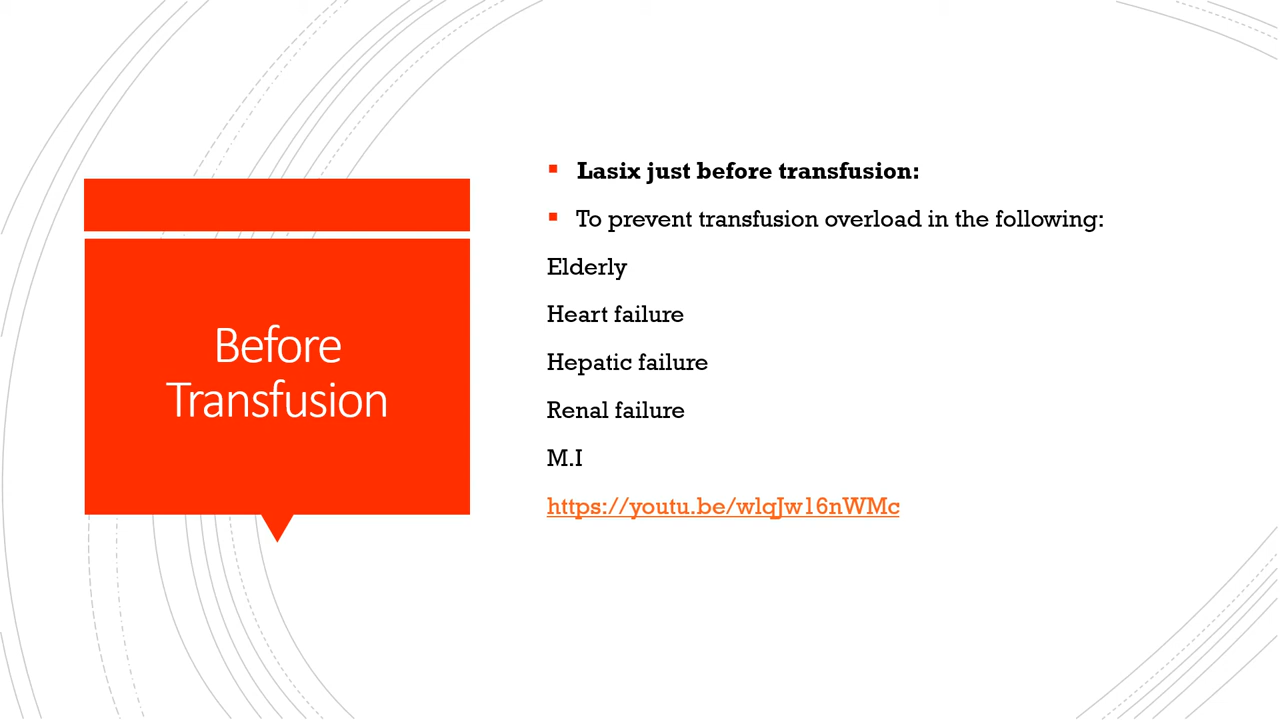 Before
Transfusion
Lasix just before transfusion:
To prevent transfusion overload in the following:
Elderly
Heart failure
Hepatic failure
Renal failure
M.I
https://youtu.be/wlqJw16nWMc